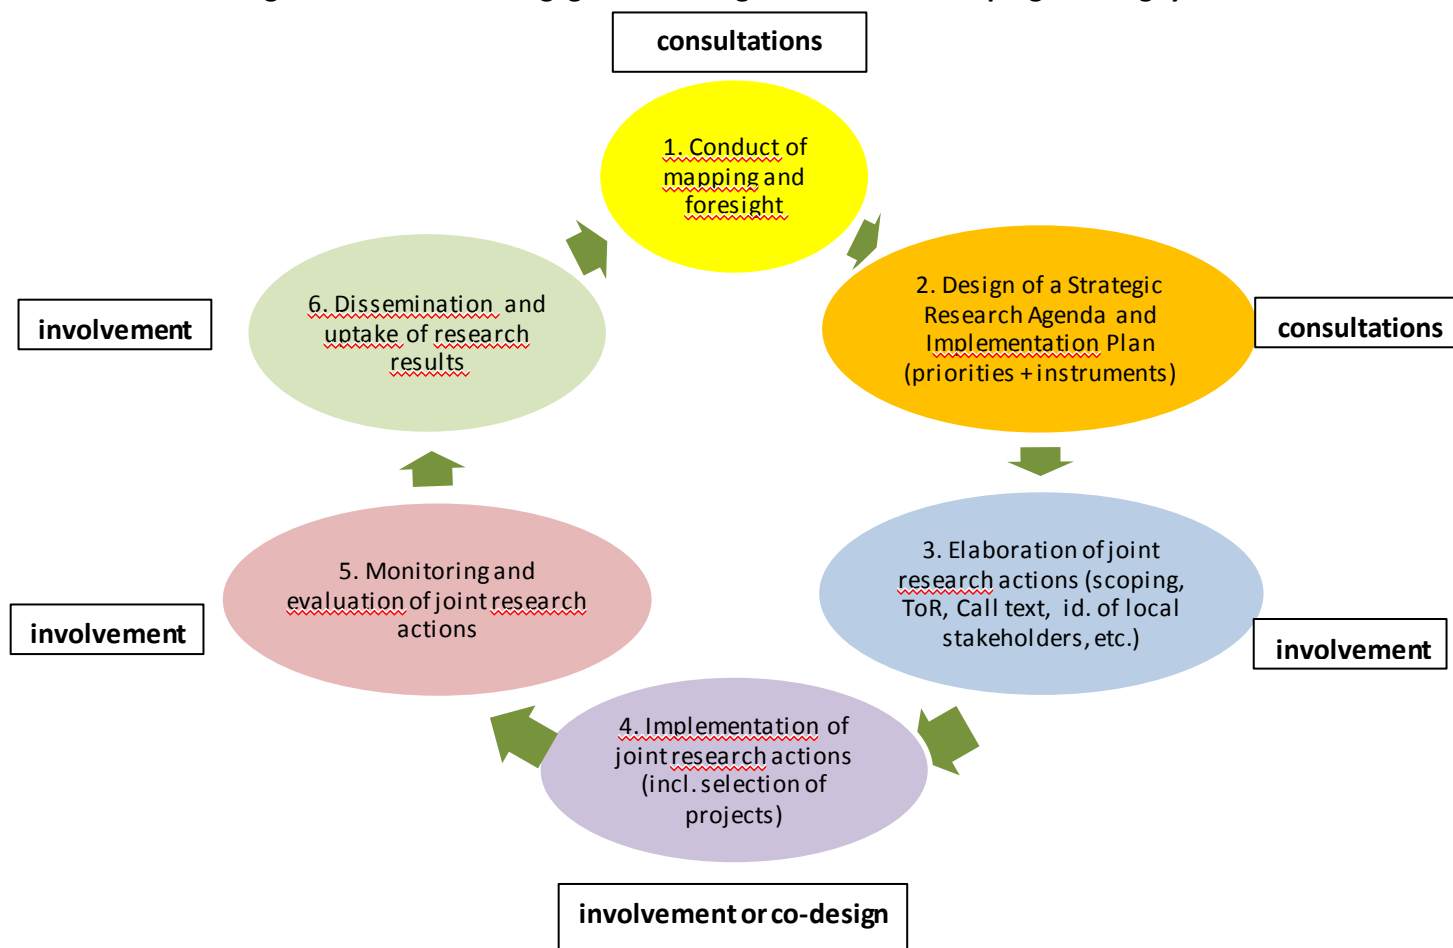 consultations
1. Conduct of
mapping and
foresight
2. Design of a Strategic
Research Agenda and
Implementation Plan
(priorities + instruments)
consultations
3. Elaboration of joint
research actions (scoping,
ToR, Call text, id. of local
stakeholders, etc.)
involvement
4. Implementation of
joint research actions
(incl. selection of
projects)
involvement or co-design
5. Monitoring and
evaluation of joint research
actions
involvement
6. Dissemination and
uptake of research
results
involvement